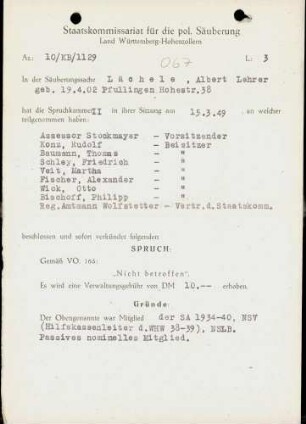 Staatskommissariat für die pol. Säuberung
Land Württemberg-Hohenzollern
Az: 10/KB/1129
067
L: 3
In der Säuberungssache Lächele, Albert Lehrer
geb. 19.4.02 Pfullingen Hohestr.38
hat die Spruchkammer II in ihrer Sitzung am 15.3.49 an welcher
teilgenommen haben:
Assessor Stockmayer - Vorsitzender
Konz, Rudolf - Beisitzer
Baumann, Thomas - "
Schley, Friedrich - "
Veit, Martha - "
Fischer, Alexander - "
Wick, Otto - "
Bischoff, Philipp - "
Reg.Amtmann Wolfstetter - Vertr.d.Staatskomm.
beschlossen und sofort verkündet folgenden:
SPRUCH:
Gemäß VO. 165:
„Nicht betroffen".
Es wird eine Verwaltungsgebühr von DM 10.-- erhoben.
Gründe:
Der Obengenannte war Mitglied der SA 1934-40, NSV
(Hilfskassenleiter d.WHW 38-39), NSLB.
Passives nominelles Mitglied.